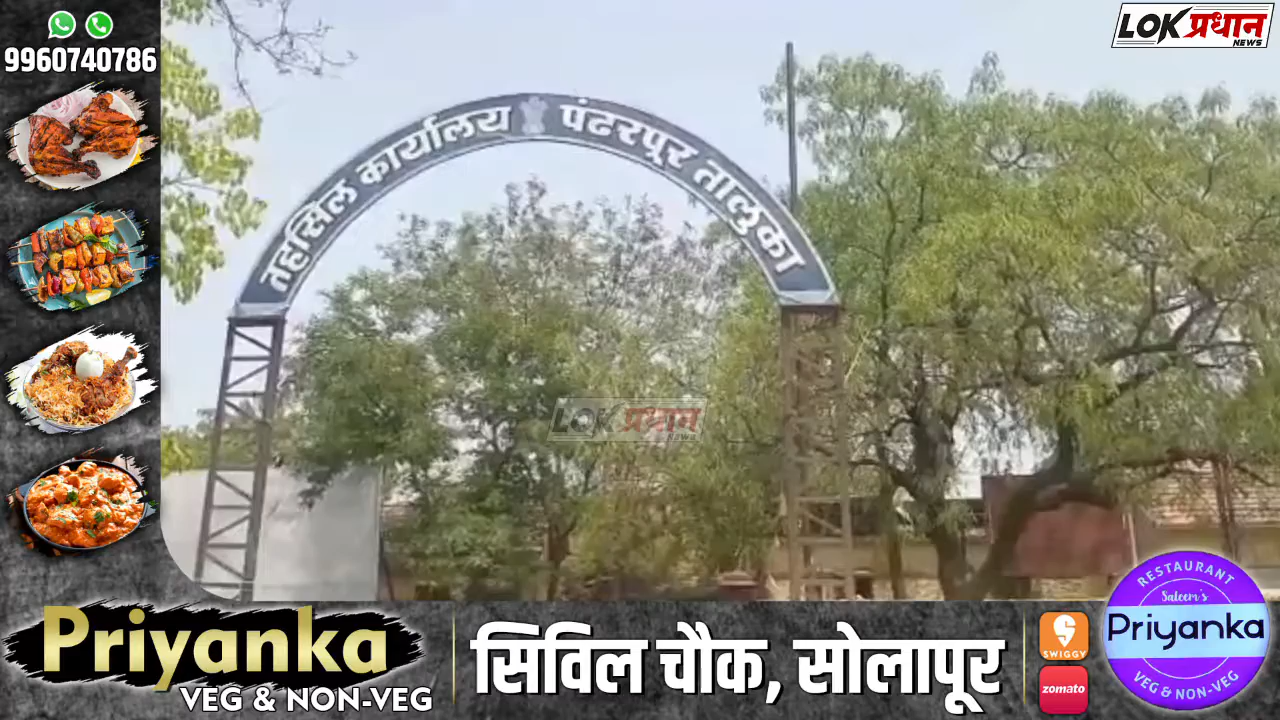 9960740786
LOK प्रधान
NEWS
तहसिल कार्यालय पंढरपूर तालुका
LOK प्रधान
NEWS
Priyanka
VEG & NON-VEG
सिविल चौक, सोलापूर
SWIGGY
zomato
RESTAURANT
Saleem's
Priyanka
VEG & NON-VEG